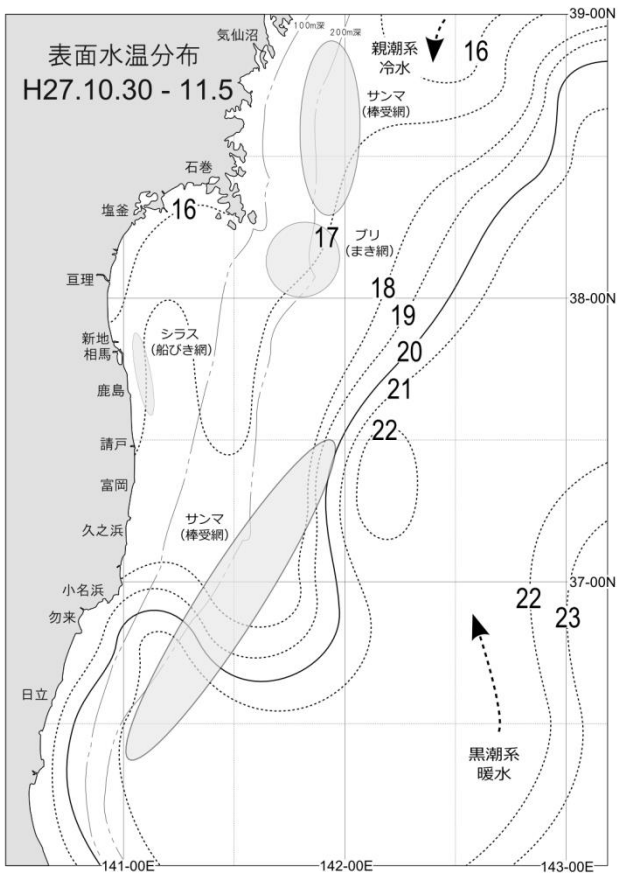 表面水温分布
H27.10.30 - 11.5
気仙沼
100m深
200m深
親潮系
冷水
16
39-00N
サンマ
(棒受網)
石巻
塩釜
16
17
ブリ
(まき網)
亘理
18
38-00N
19
新地
相馬
シラス
(船びき網)
20
鹿島
21
22
請戸
富岡
サンマ
(棒受網)
久之浜
小名浜
37-00N
22
23
勿来
日立
黒潮系
暖水
141-00E
142-00E
143-00E